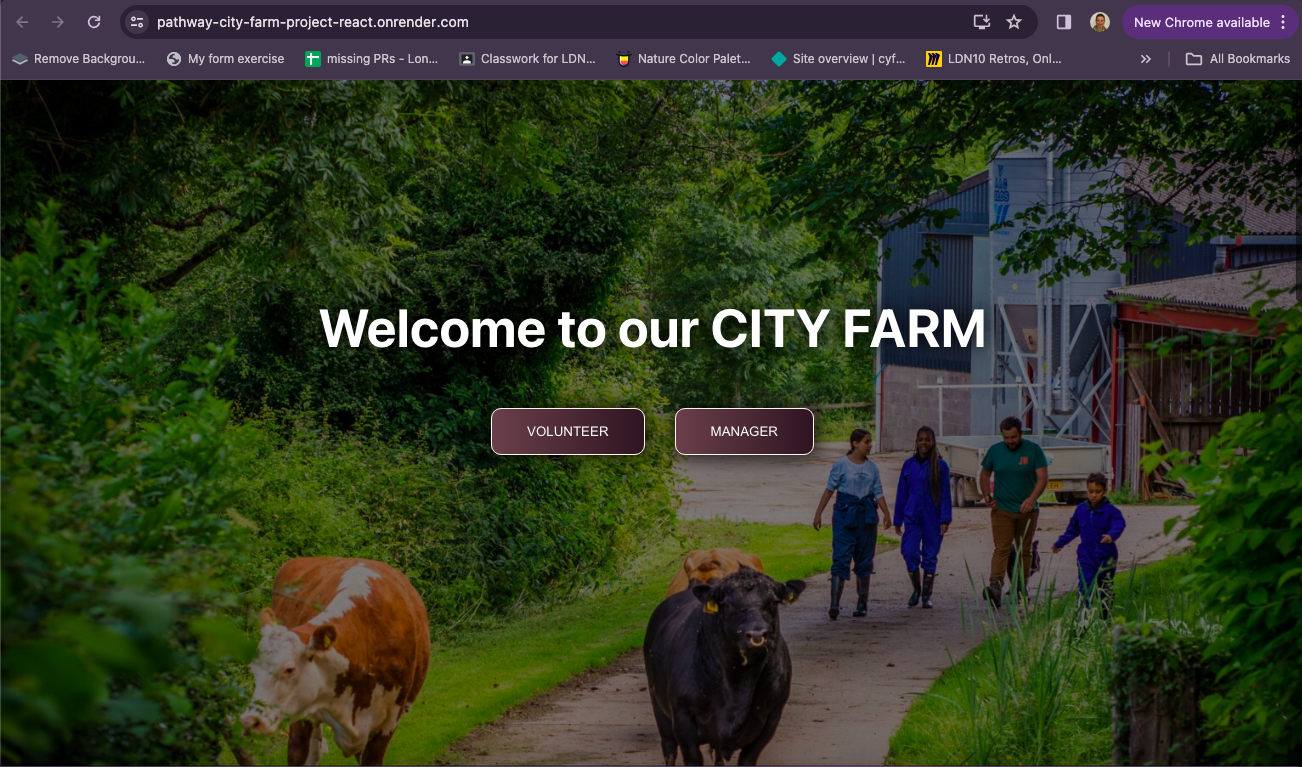 pathway-city-farm-project-react.onrender.com
New Chrome available
Remove Backgrou...
My form exercise
missing PRs - Lon...
Classwork for LDN...
Nature Color Palet...
Site overview | cyf...
LDN10 Retros, Onl...
All Bookmarks
Welcome to our CITY FARM
VOLUNTEER
MANAGER